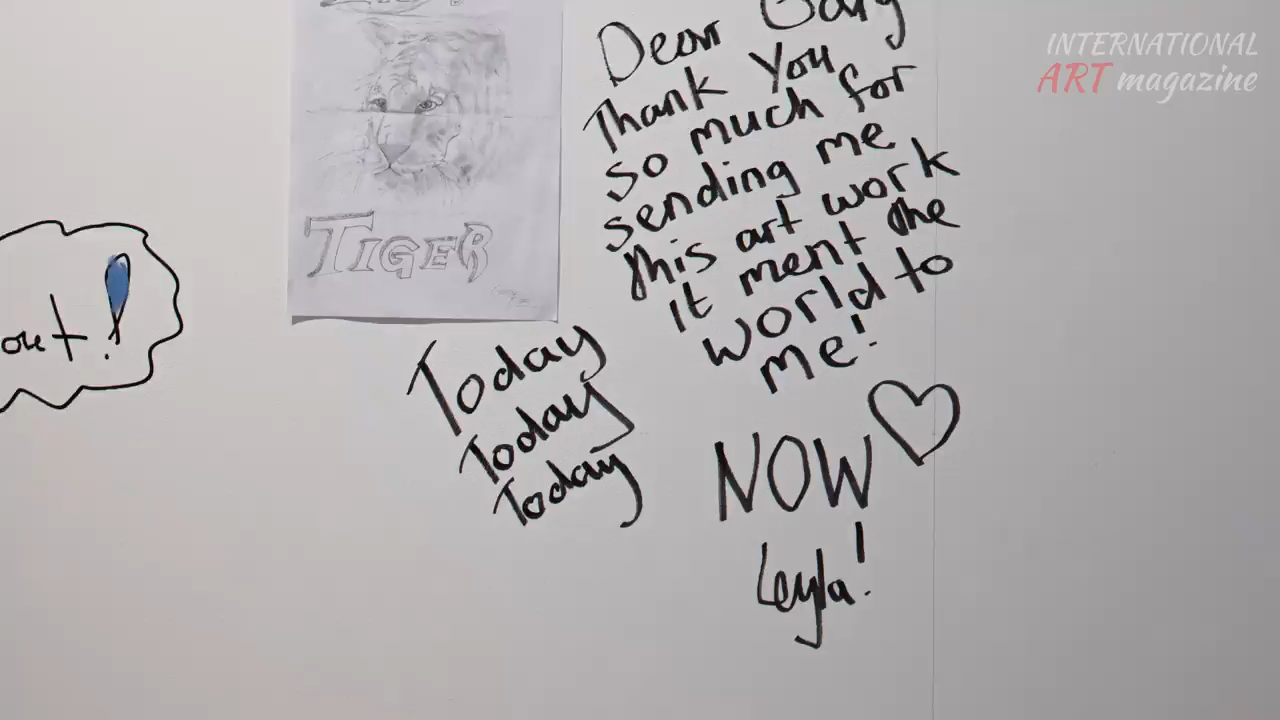 INTERNATIONAL
ART magazine
Dear Gary
Thank You
so much for
sending me
this art work
it ment the
world to
me!
TIGER
Today
Today
Today
NOW
Leyla!
out!